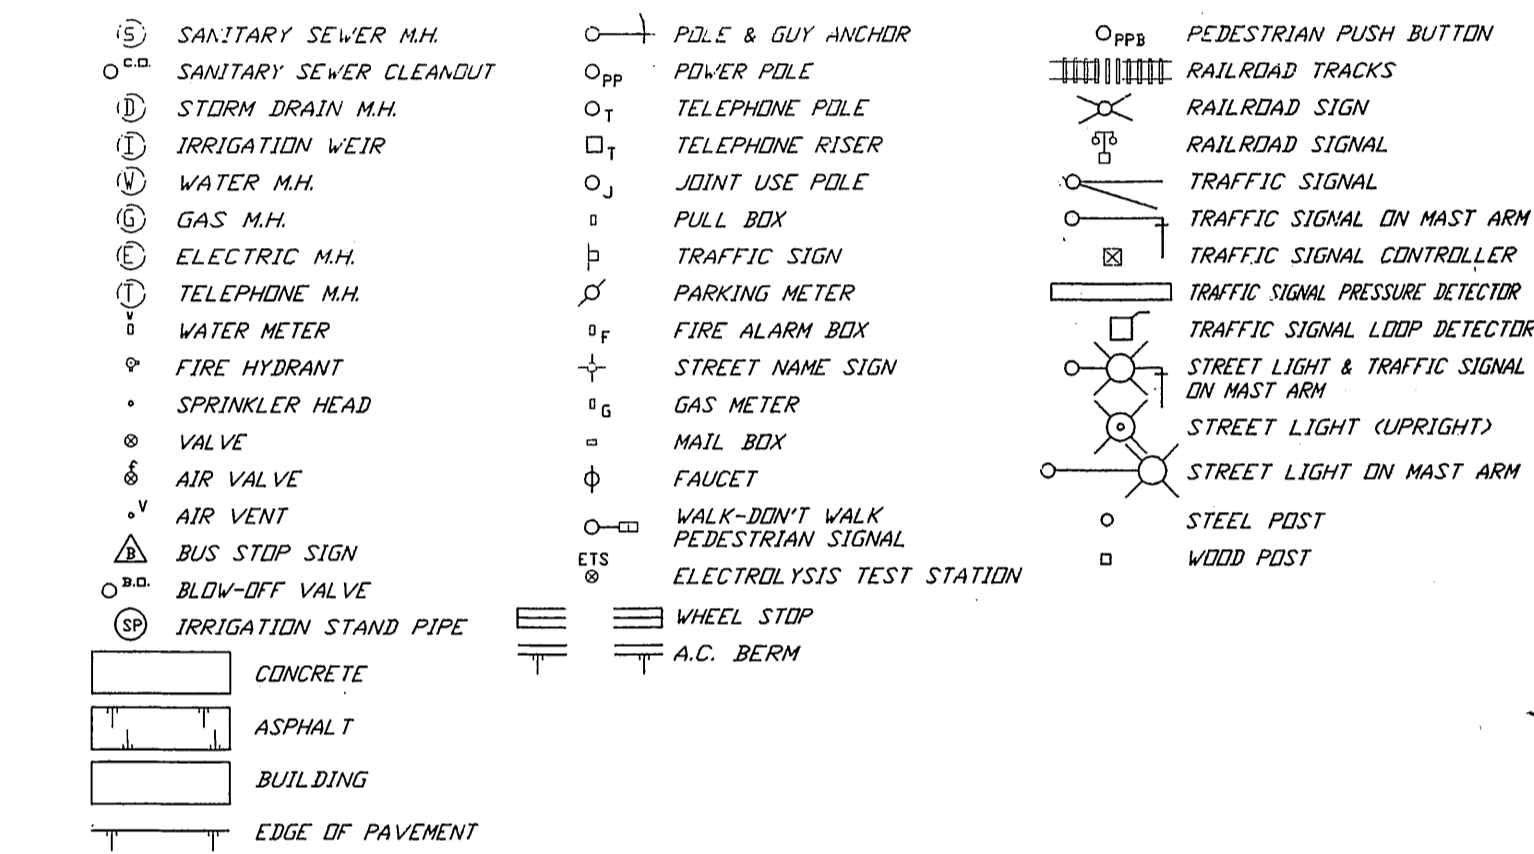 S SANITARY SEWER M.H.
C.O. SANITARY SEWER CLEANOUT
D STORM DRAIN M.H.
I IRRIGATION WEIR
W WATER M.H.
G GAS M.H.
E ELECTRIC M.H.
T TELEPHONE M.H.
W WATER METER
FIRE HYDRANT
SPRINKLER HEAD
VALVE
AIR VALVE
V AIR VENT
B BUS STOP SIGN
B.O. BLOW-OFF VALVE
SP IRRIGATION STAND PIPE
CONCRETE
ASPHALT
BUILDING
EDGE OF PAVEMENT
POLE & GUY ANCHOR
PP POWER POLE
T TELEPHONE POLE
T TELEPHONE RISER
J JOINT USE POLE
PULL BOX
TRAFFIC SIGN
PARKING METER
F FIRE ALARM BOX
STREET NAME SIGN
G GAS METER
MAIL BOX
FAUCET
WALK-DON'T WALK
PEDESTRIAN SIGNAL
ETS
ELECTROLYSIS TEST STATION
WHEEL STOP
A.C. BERM
PPB PEDESTRIAN PUSH BUTTON
RAILROAD TRACKS
RAILROAD SIGN
RAILROAD SIGNAL
TRAFFIC SIGNAL
TRAFFIC SIGNAL ON MAST ARM
TRAFFIC SIGNAL CONTROLLER
TRAFFIC SIGNAL PRESSURE DETECTOR
TRAFFIC SIGNAL LOOP DETECTOR
STREET LIGHT & TRAFFIC SIGNAL
ON MAST ARM
STREET LIGHT (UPRIGHT)
STREET LIGHT ON MAST ARM
STEEL POST
WOOD POST